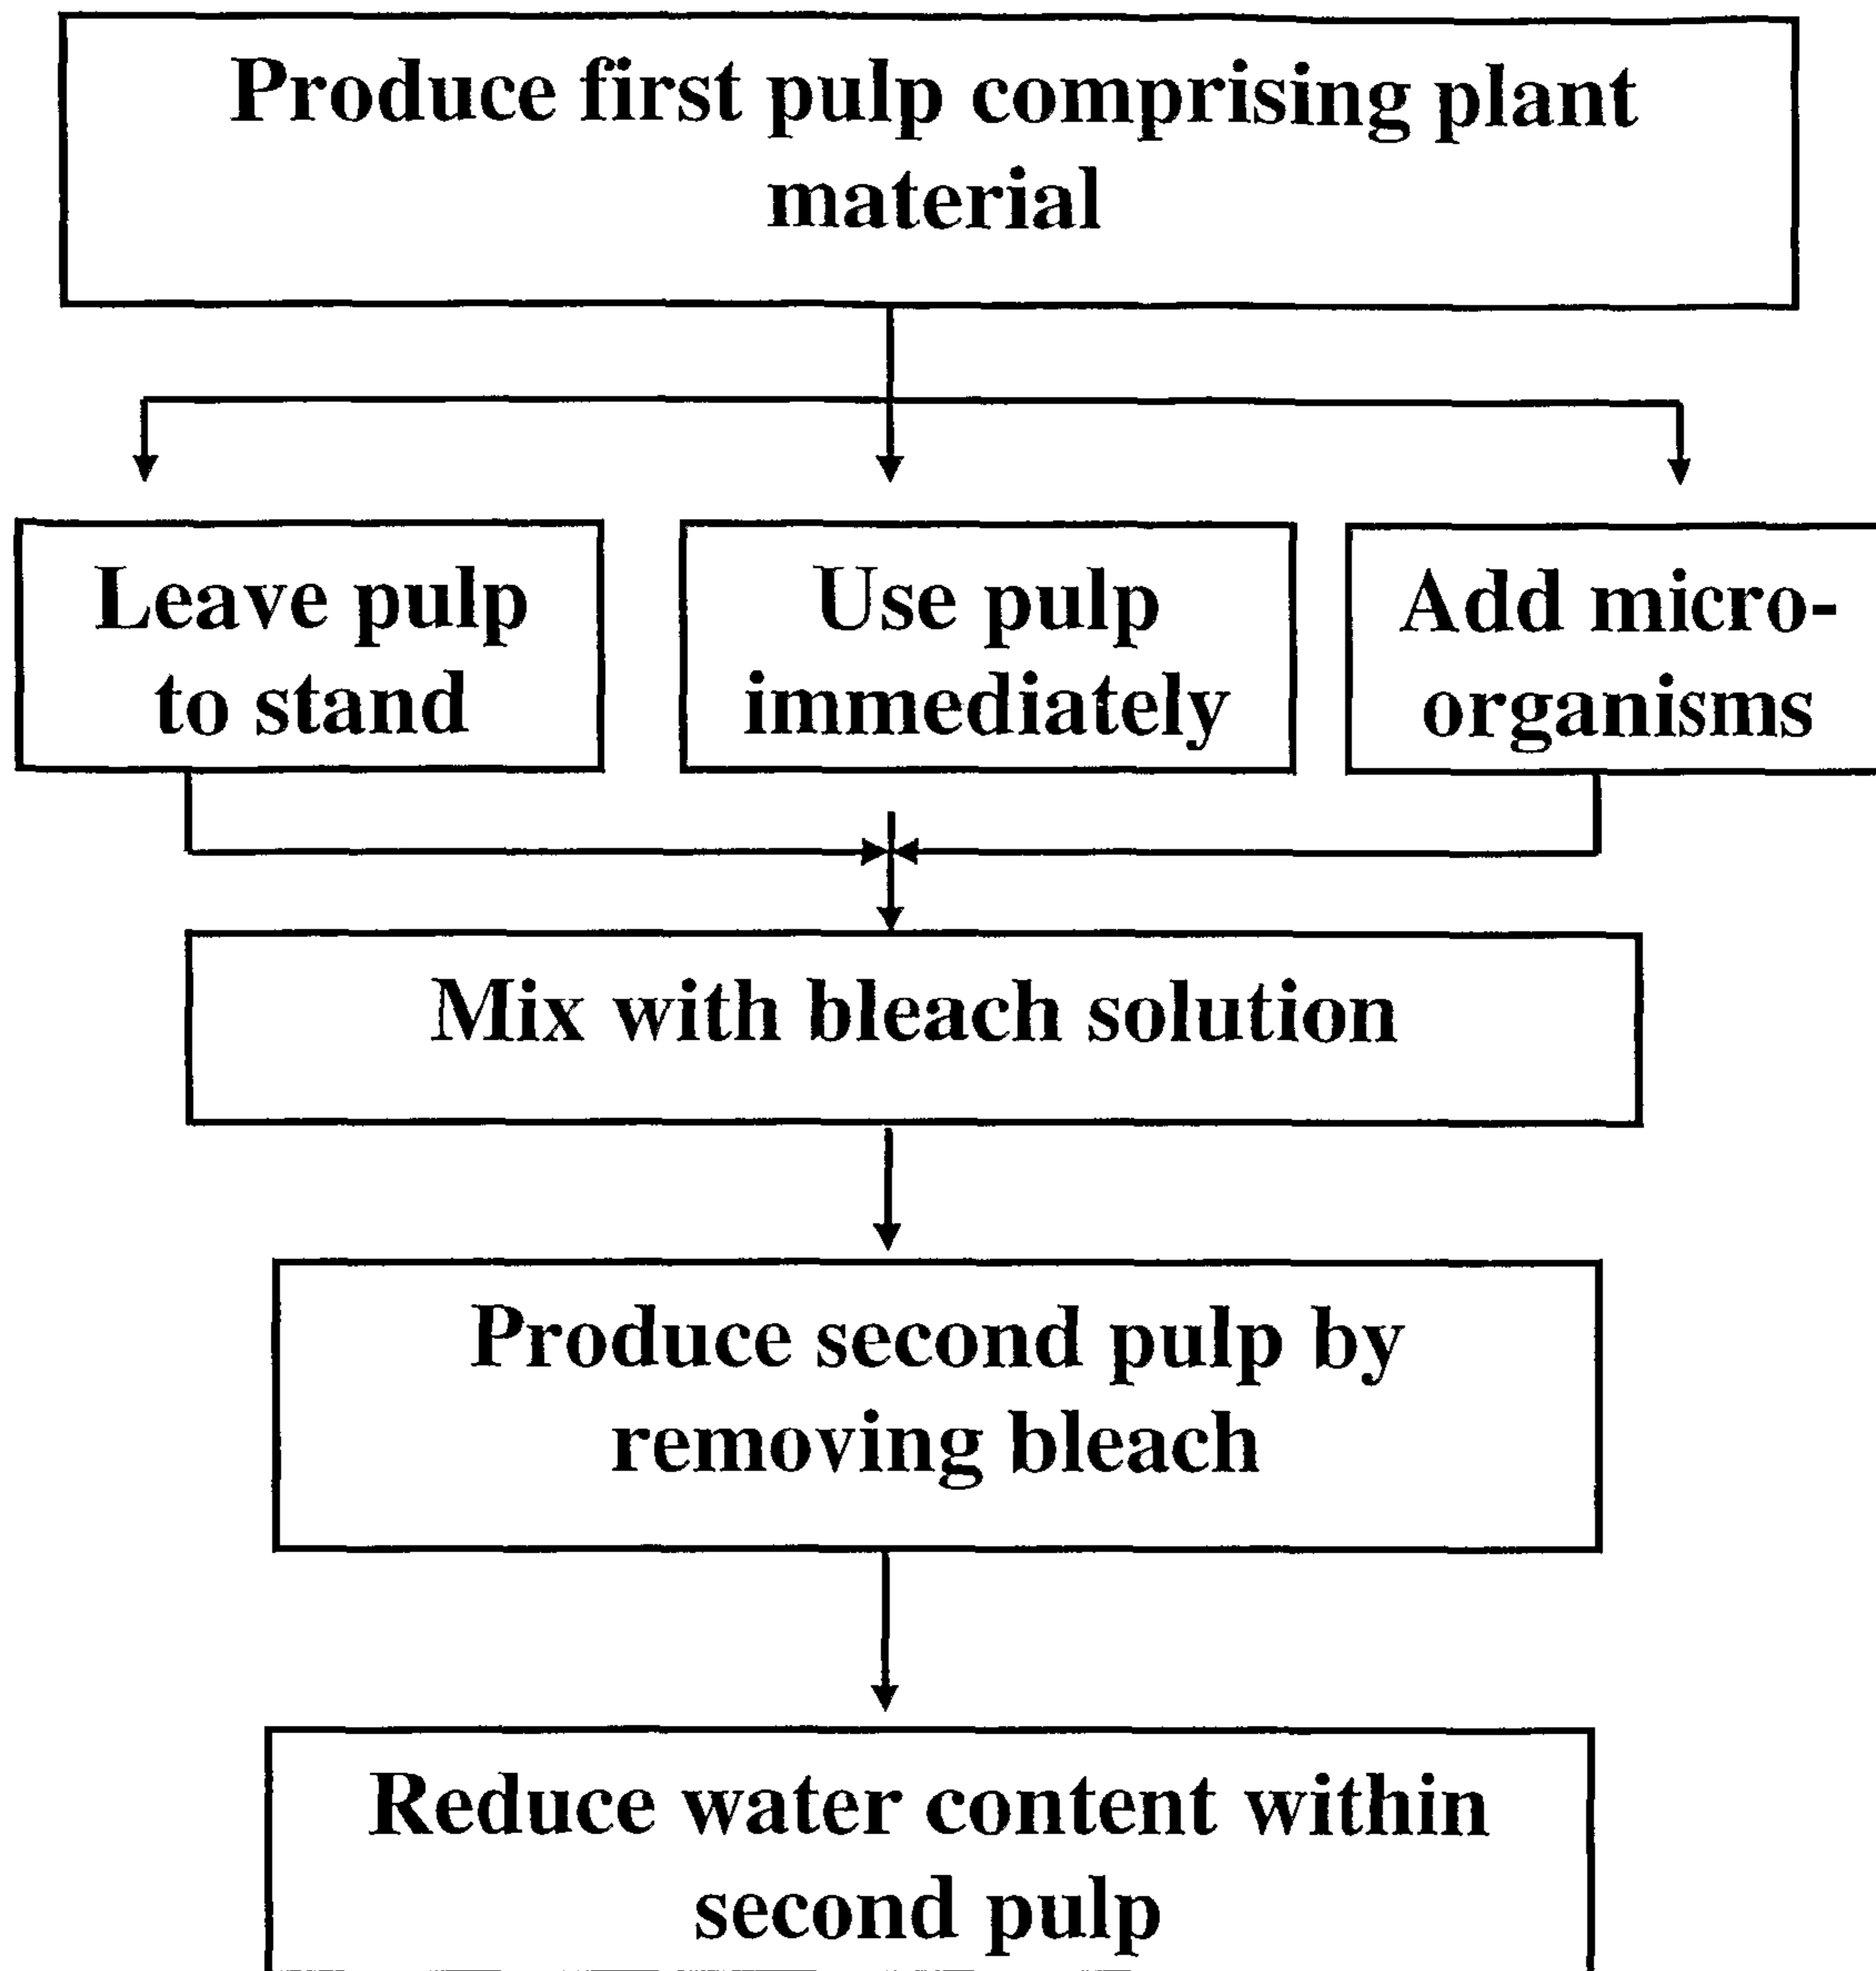 Produce first pulp comprising plant
material
Leave pulp
to stand
Use pulp
immediately
Add micro-
organisms
Mix with bleach solution
Produce second pulp by
removing bleach
Reduce water content within
second pulp